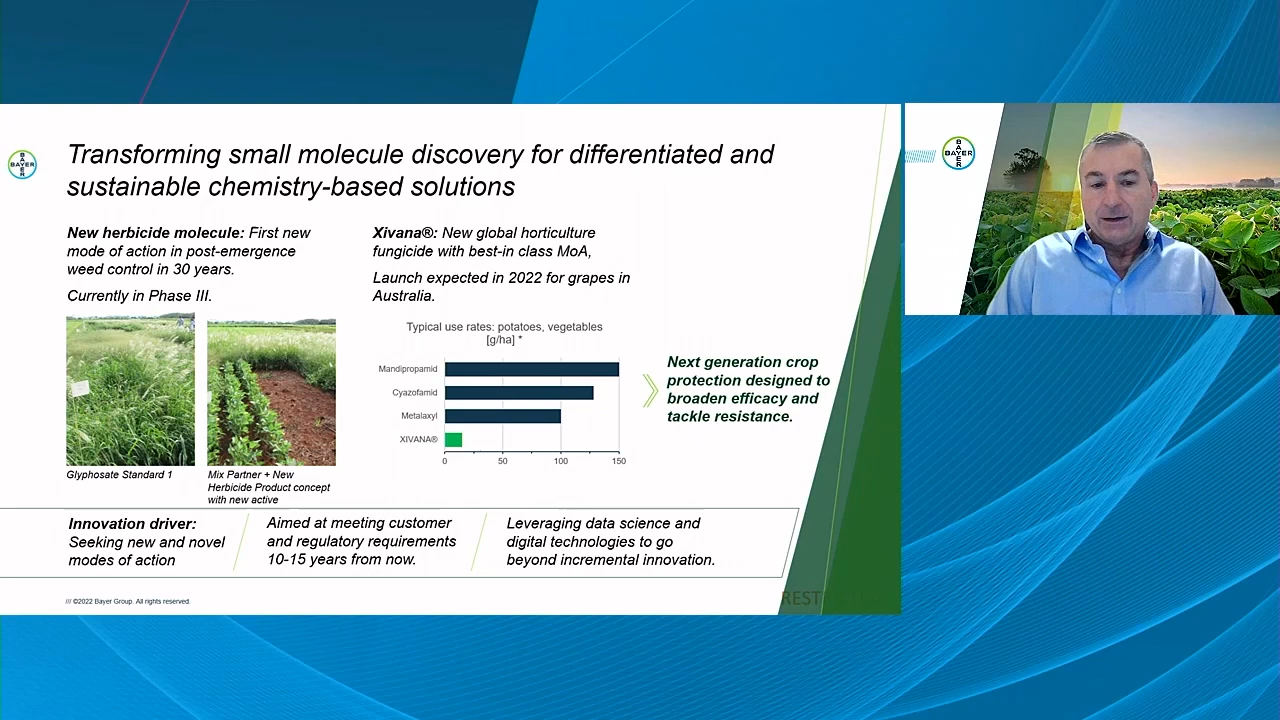 Transforming small molecule discovery for differentiated and
sustainable chemistry-based solutions
BAYER
BAYER
New herbicide molecule: First new
mode of action in post-emergence
weed control in 30 years.
Currently in Phase III.
Glyphosate Standard 1
Mix Partner + New
Herbicide Product concept
with new active
Xivana®: New global horticulture
fungicide with best-in class MoA,
Launch expected in 2022 for grapes in
Australia.
Typical use rates: potatoes, vegetables
[g/ha] *
Mandipropamid
Cyazofamid
Metalaxyl
XIVANA®
0 50 100 150
Next generation crop
protection designed to
broaden efficacy and
tackle resistance.
Innovation driver:
Seeking new and novel
modes of action
Aimed at meeting customer
and regulatory requirements
10-15 years from now.
Leveraging data science and
digital technologies to go
beyond incremental innovation.
/// ©2022 Bayer Group. All rights reserved.
BAYER
BAYER